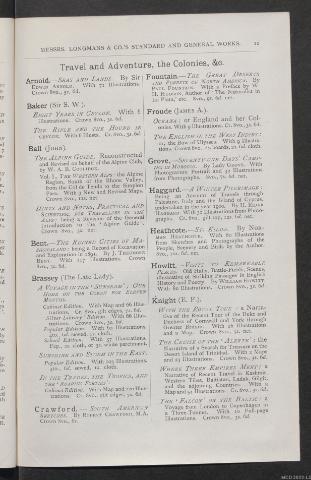 MESSRS. LONGMANS & CO.'S STANDARD AND GENERAL WORKS.
Travel and Adventure, the Colonies, &c.
Arnold.—SEAS AND LANDS. By Sir
EDWIN ARNOLD. With 71 Illustrations.
Crown 8vo., 3s. 6d.
Baker (Sir S. W.).
EIGHT YEARS IN CEYLON. With 6
Illustrations. Crown 8vo., 3s. 6d.
THE RIFLE AND THE HOUND IN
CEYLON. With 6 Illusts. Cr. 8vo., 3s. 6d.
Ball (John).
THE ALPINE GUIDE. Reconstructed
and Revised on behalf of the Alpine Club,
by W. A. B. COOLIDGE.
Vol. I., THE WESTERN ALPS: the Alpine
Region, South of the Rhone Valley,
from the Col de Tenda to the Simplon
Pass. With 9 New and Revised Maps.
Crown 8vo., 12s. net.
HINTS AND NOTES, PRACTICAL AND
SCIENTIFIC, FOR TRAVELLERS IN THE
ALPS: being a Revision of the General
Introduction to the 'Alpine Guide'.
Crown 8vo., 3s. net.
Bent.—THE RUINED CITIES OF MA-
SHONALAND: being a Record of Excavation
and Exploration in 1891. By J. THEODORE
BENT. With 117 Illustrations. Crown
8vo., 3s. 6d.
Brassey (The Late Lady).
A VOYAGE IN THE 'SUNBEAM'; OUR
HOME ON THE OCEAN FOR ELEVEN
MONTHS.
Cabinet Edition. With Map and 66 Illus-
trations. Cr. 8vo., gilt edges, 7s. 6d.
'Silver Library' Edition. With 66 Illus-
trations. Crown 8vo., 3s. 6d.
Popular Edition. With 60 Illustrations.
4to., 6d. sewed, 1s. cloth.
School Edition. With 37 Illustrations.
Fcp., 2s. cloth, or 3s. white parchment.
SUNSHINE AND STORM IN THE EAST.
Popular Edition. With 103 Illustrations.
4to., 6d. sewed, 1s. cloth.
IN THE TRADES, THE TROPICS, AND
THE 'ROARING FORTIES'.
Cabinet Edition. With Map and 220 Illus-
trations. Cr. 8vo., gilt edges, 7s. 6d.
Crawford.—SOUTH AMERICAN
SKETCHES. By ROBERT CRAWFORD, M.A.
Crown 8vo.
Fountain.—THE GREAT DESERTS
AND FORESTS OF NORTH AMERICA. By
PAUL FOUNTAIN. With a Preface by W.
H. HUDSON, Author of 'The Naturalist in
La Plata,' etc. 8vo., 9s. 6d. net.
Froude (JAMES A.).
OCEANA: or England and her Col-
onies. With 9 Illustrations. Cr. 8vo., 3s. 6d.
THE ENGLISH IN THE WEST INDIES:
or, the Bow of Ulysses. With 9 Illustra-
tions. Crown 8vo., 2s. boards, 2s. 6d. cloth.
Grove.—SEVENTY-ONE DAYS' CAMP-
ING IN MOROCCO. By Lady GROVE. With
Photogravure Portrait and 32 Illustrations
from Photographs. 8vo., 7s. 6d. net.
Haggard.—A WINTER PILGRIMAGE:
Being an Account of Travels through
Palestine, Italy and the Island of Cyprus,
undertaken in the year 1900. By H. RIDER
HAGGARD. With 31 Illustrations from Photo-
graphs. Cr. 8vo., gilt top, 12s. 6d. net.
Heathcote.—ST. KILDA. By NOR-
MAN HEATHCOTE. With 80 Illustrations
from Sketches and Photographs of the
People, Scenery and Birds by the Author.
8vo., 10s. 6d. net.
Howitt.—VISITS TO REMARKABLE
PLACES. Old Halls, Battle-Fields, Scenes,
illustrative of Striking Passages in English
History and Poetry. By WILLIAM HOWITT.
With 80 Illustrations. Crown 8vo., 3s. 6d.
Knight (E. F.).
WITH THE ROYAL TOUR: a Narra-
tive of the Recent Tour of the Duke and
Duchess of Cornwall and York through
Greater Britain. With 16 Illustrations
and a Map. Crown 8vo., 5s. net.
THE CRUISE OF THE 'ALERTE': the
Narrative of a Search for Treasure on the
Desert Island of Trinidad. With 2 Maps
and 23 Illustrations. Crown 8vo., 3s. 6d.
WHERE THREE EMPIRES MEET: a
Narrative of Recent Travel in Kashmir,
Western Tibet, Baltistan, Ladak, Gilgit,
and the adjoining Countries. With a
Map and 54 Illustrations. Cr. 8vo., 3s. 6d.
THE 'FALCON' ON THE BALTIC: a
Voyage from London to Copenhagen in
a Three-Tonner. With 10 Full-page
Illustrations. Crown 8vo., 3s. 6d.